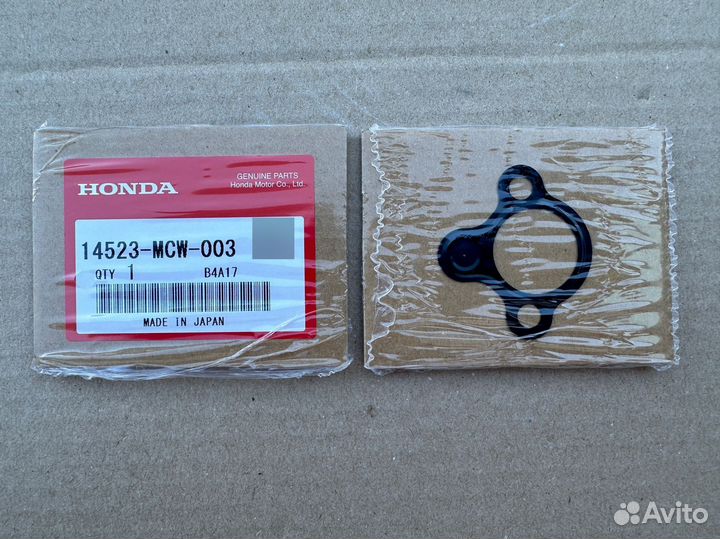 HONDA
GENUINE PARTS
Honda Motor Co., Ltd.
14523-MCW-003
QTY 1 B4A17
MADE IN JAPAN
Avito